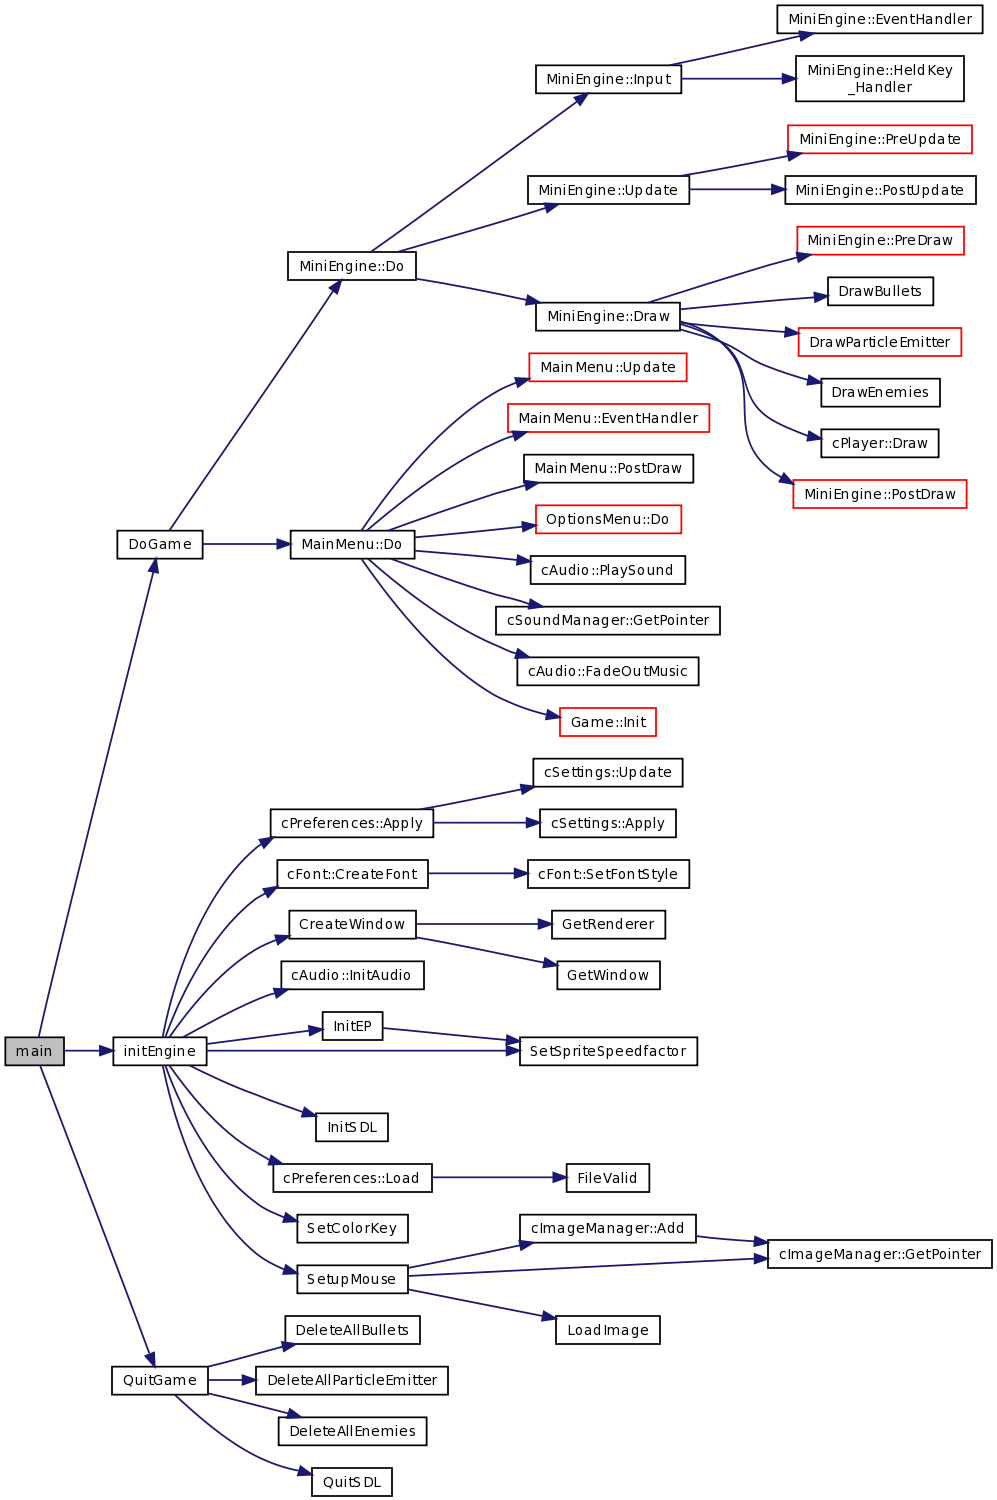 MiniEngine::EventHandler
MiniEngine::Input
MiniEngine::HeldKey
_Handler
MiniEngine::PreUpdate
MiniEngine::Update
MiniEngine::PostUpdate
MiniEngine::PreDraw
MiniEngine::Do
DrawBullets
MiniEngine::Draw
DrawParticleEmitter
MainMenu::Update
DrawEnemies
MainMenu::EventHandler
cPlayer::Draw
MainMenu::PostDraw
MiniEngine::PostDraw
OptionsMenu::Do
DoGame
MainMenu::Do
cAudio::PlaySound
cSoundManager::GetPointer
cAudio::FadeOutMusic
Game::Init
cSettings::Update
cPreferences::Apply
cSettings::Apply
cFont::CreateFont
cFont::SetFontStyle
CreateWindow
GetRenderer
cAudio::InitAudio
GetWindow
InitEP
main
initEngine
SetSpriteSpeedfactor
InitSDL
cPreferences::Load
FileValid
SetColorKey
cImageManager::Add
cImageManager::GetPointer
SetupMouse
DeleteAllBullets
LoadImage
QuitGame
DeleteAllParticleEmitter
DeleteAllEnemies
QuitSDL